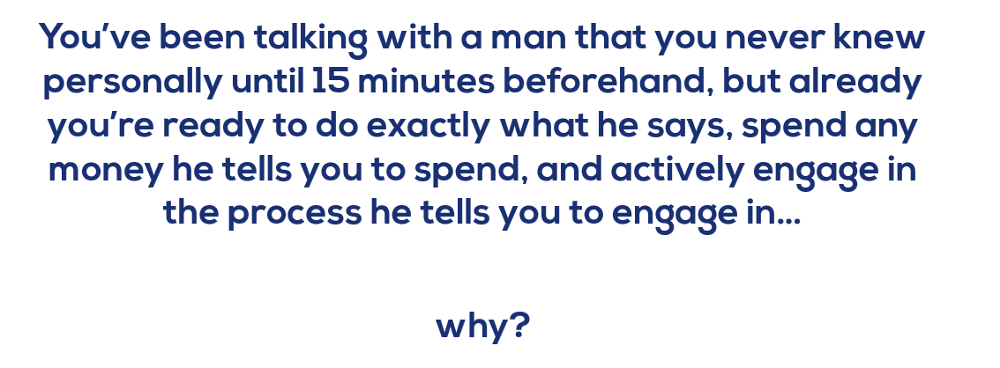 You’ve been talking with a man that you never knew
personally until 15 minutes beforehand, but already
you’re ready to do exactly what he says, spend any
money he tells you to spend, and actively engage in
the process he tells you to engage in...
why?